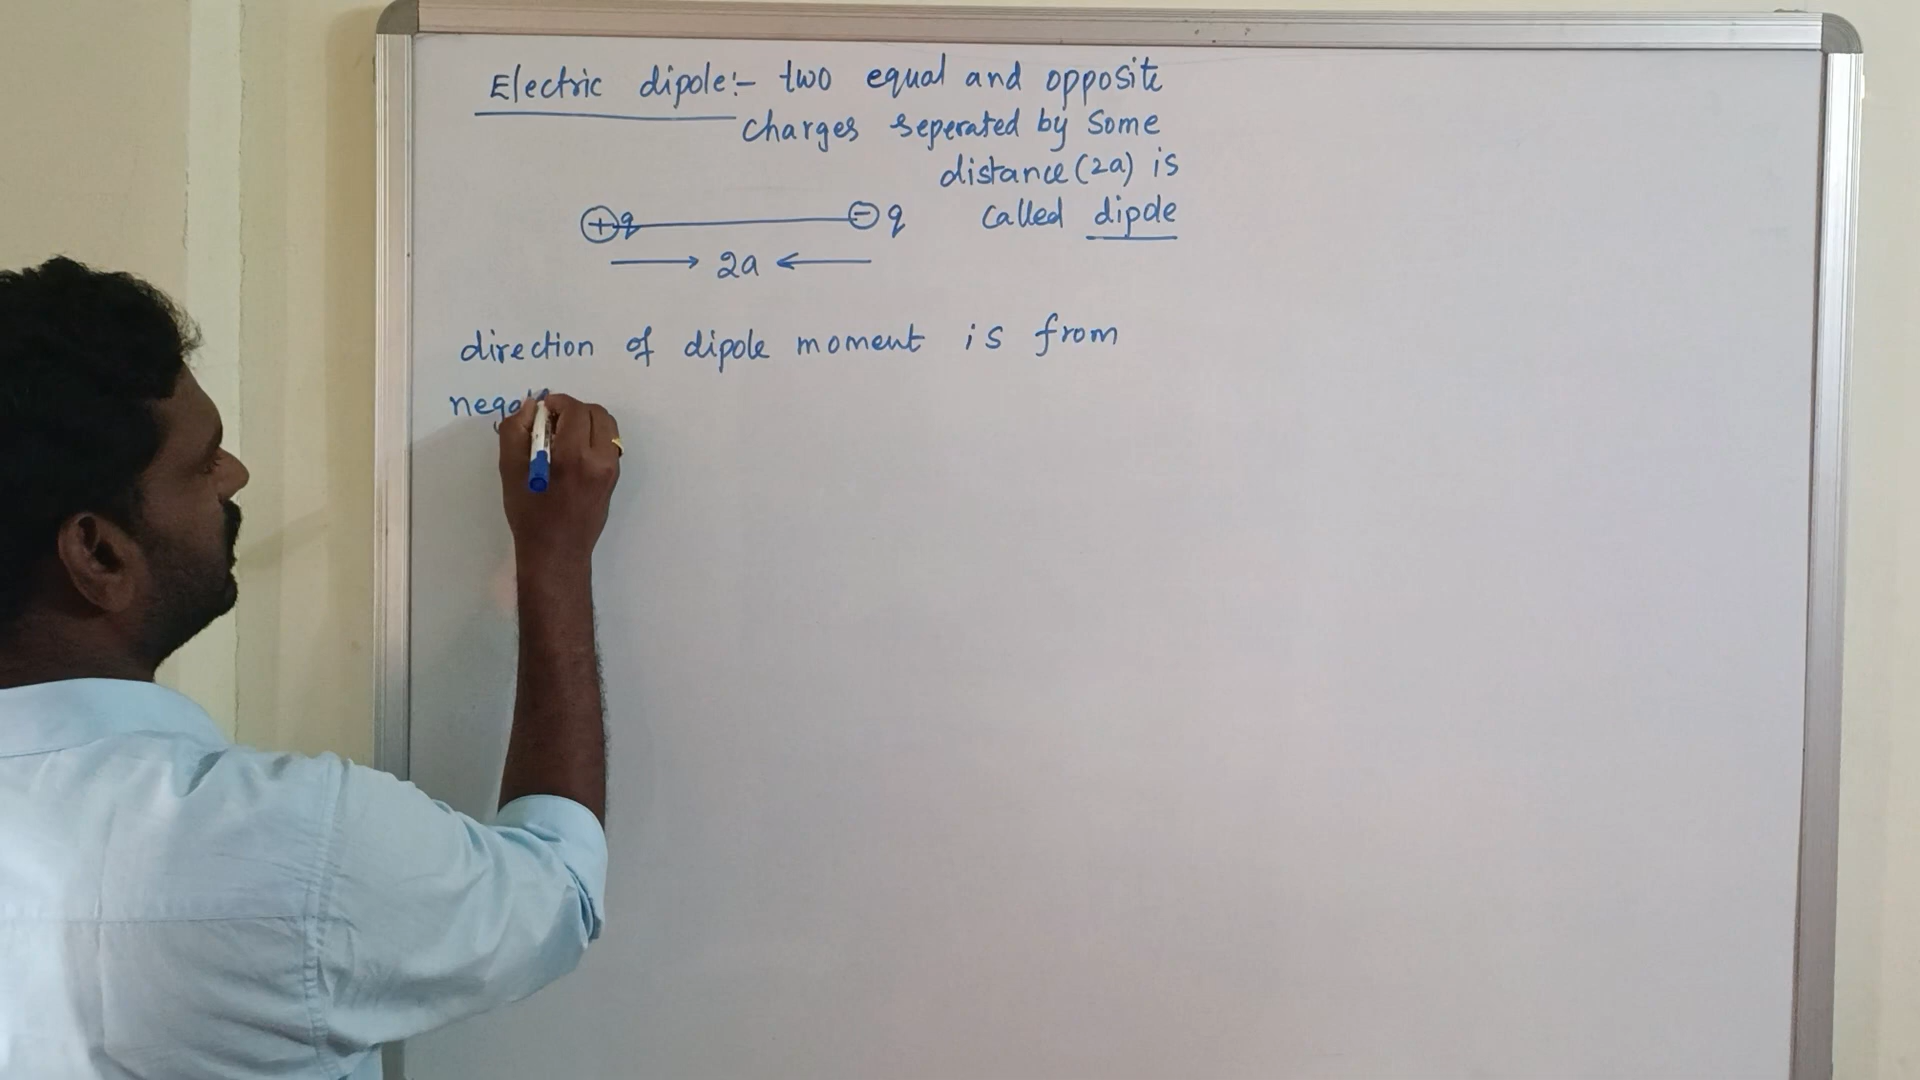 Electric dipole:- two equal and opposite
charges seperated by some
distance (2a) is
called dipole
+ q - q
2a
direction of dipole moment is from